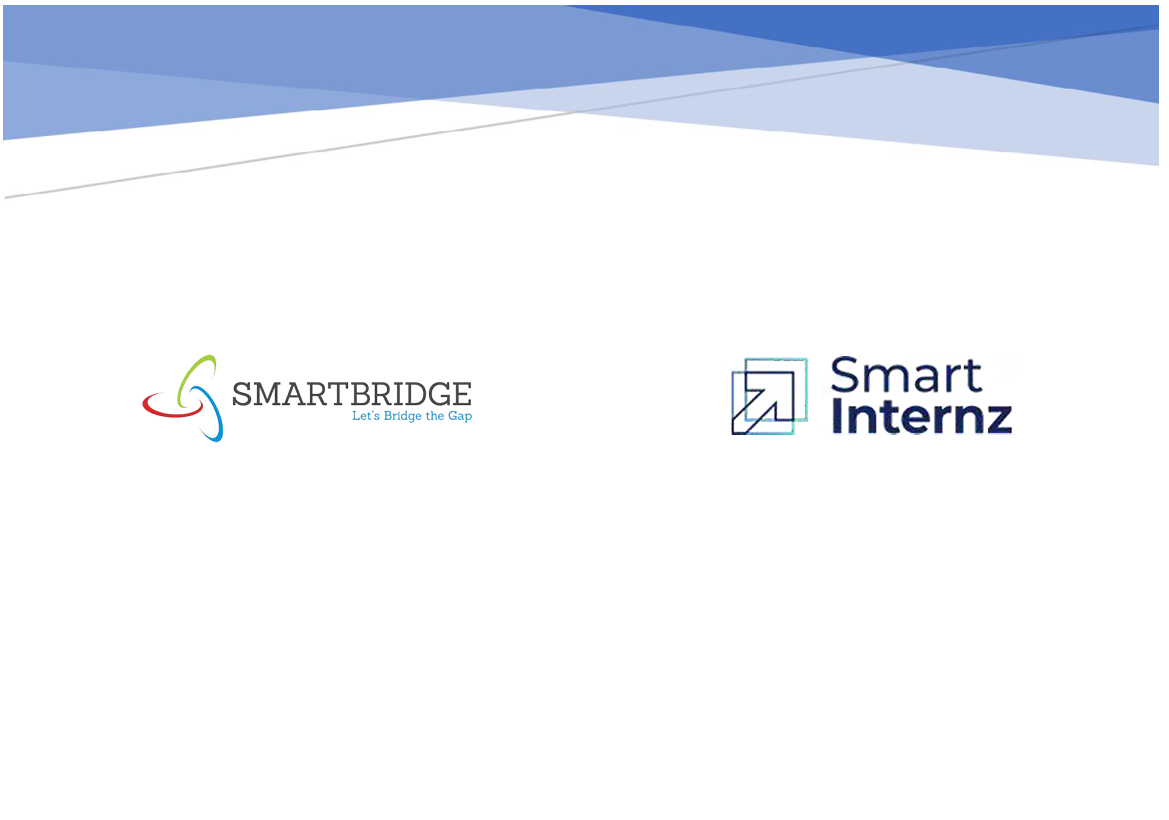 SMARTBRIDGE
Let's Bridge the Gap
Smart
Internz